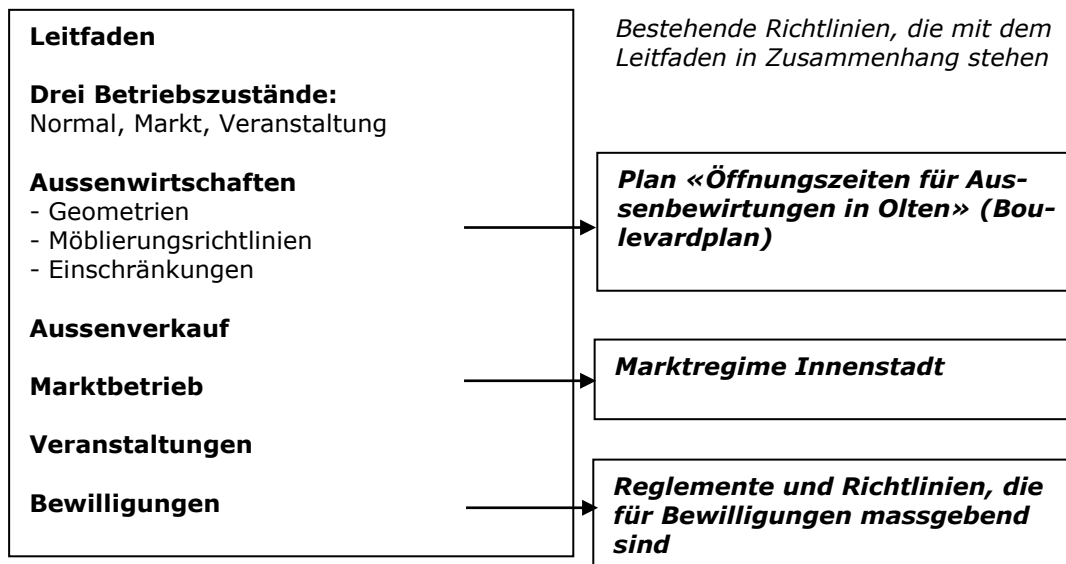 Leitfaden
Drei Betriebszustände:
Normal, Markt, Veranstaltung
Aussenwirtschaften
- Geometrien
- Möblierungsrichtlinien
- Einschränkungen
Aussenverkauf
Marktbetrieb
Veranstaltungen
Bewilligungen
Bestehende Richtlinien, die mit dem
Leitfaden in Zusammenhang stehen
Plan «Öffnungszeiten für Aus-
senbewirtungen in Olten» (Bou-
levardplan)
Marktregime Innenstadt
Reglemente und Richtlinien, die
für Bewilligungen massgebend
sind